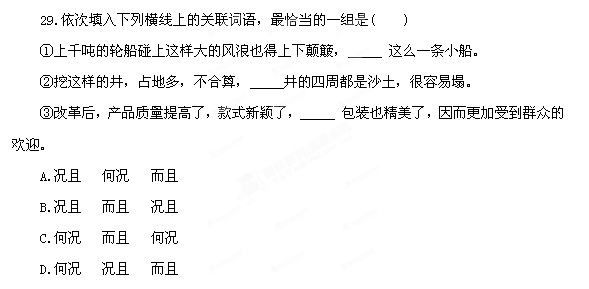 29.依次填入下列横线上的关联词语，最恰当的一组是(　　)
①上千吨的轮船碰上这样大的风浪也得上下颠簸，_____ 这么一条小船。
②挖这样的井，占地多，不合算，_____井的四周都是沙土，很容易塌。
③改革后，产品质量提高了，款式新颖了，_____ 包装也精美了，因而更加受到群众的
欢迎。
A.况且　何况　而且
B.况且　而且　况且
C.何况　而且　何况
D.何况　况且　而且